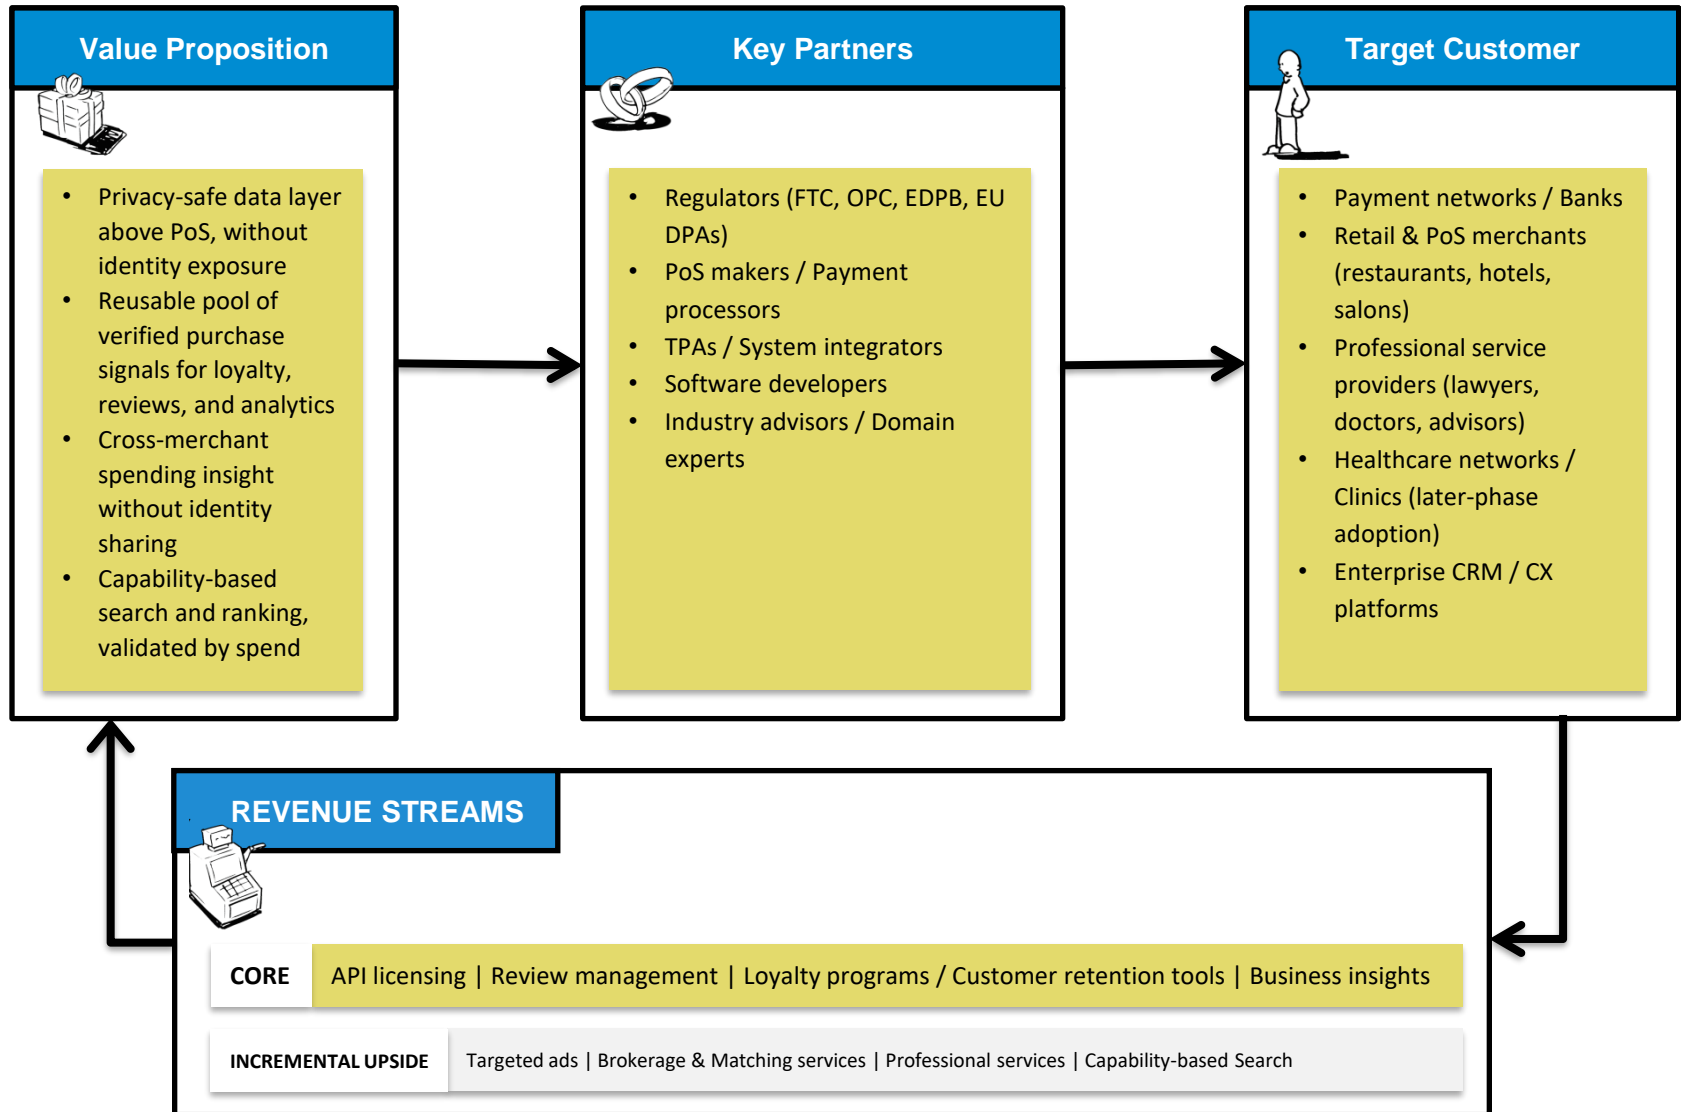 Value Proposition
• Privacy-safe data layer
above PoS, without
identity exposure
• Reusable pool of
verified purchase
signals for loyalty,
reviews, and analytics
• Cross-merchant
spending insight
without identity
sharing
• Capability-based
search and ranking,
validated by spend
Key Partners
• Regulators (FTC, OPC, EDPB, EU
DPAs)
• PoS makers / Payment
processors
• TPAs / System integrators
• Software developers
• Industry advisors / Domain
experts
Target Customer
• Payment networks / Banks
• Retail & PoS merchants
(restaurants, hotels,
salons)
• Professional service
providers (lawyers,
doctors, advisors)
• Healthcare networks /
Clinics (later-phase
adoption)
• Enterprise CRM / CX
platforms
REVENUE STREAMS
CORE API licensing | Review management | Loyalty programs / Customer retention tools | Business insights
INCREMENTAL UPSIDE Targeted ads | Brokerage & Matching services | Professional services | Capability-based Search